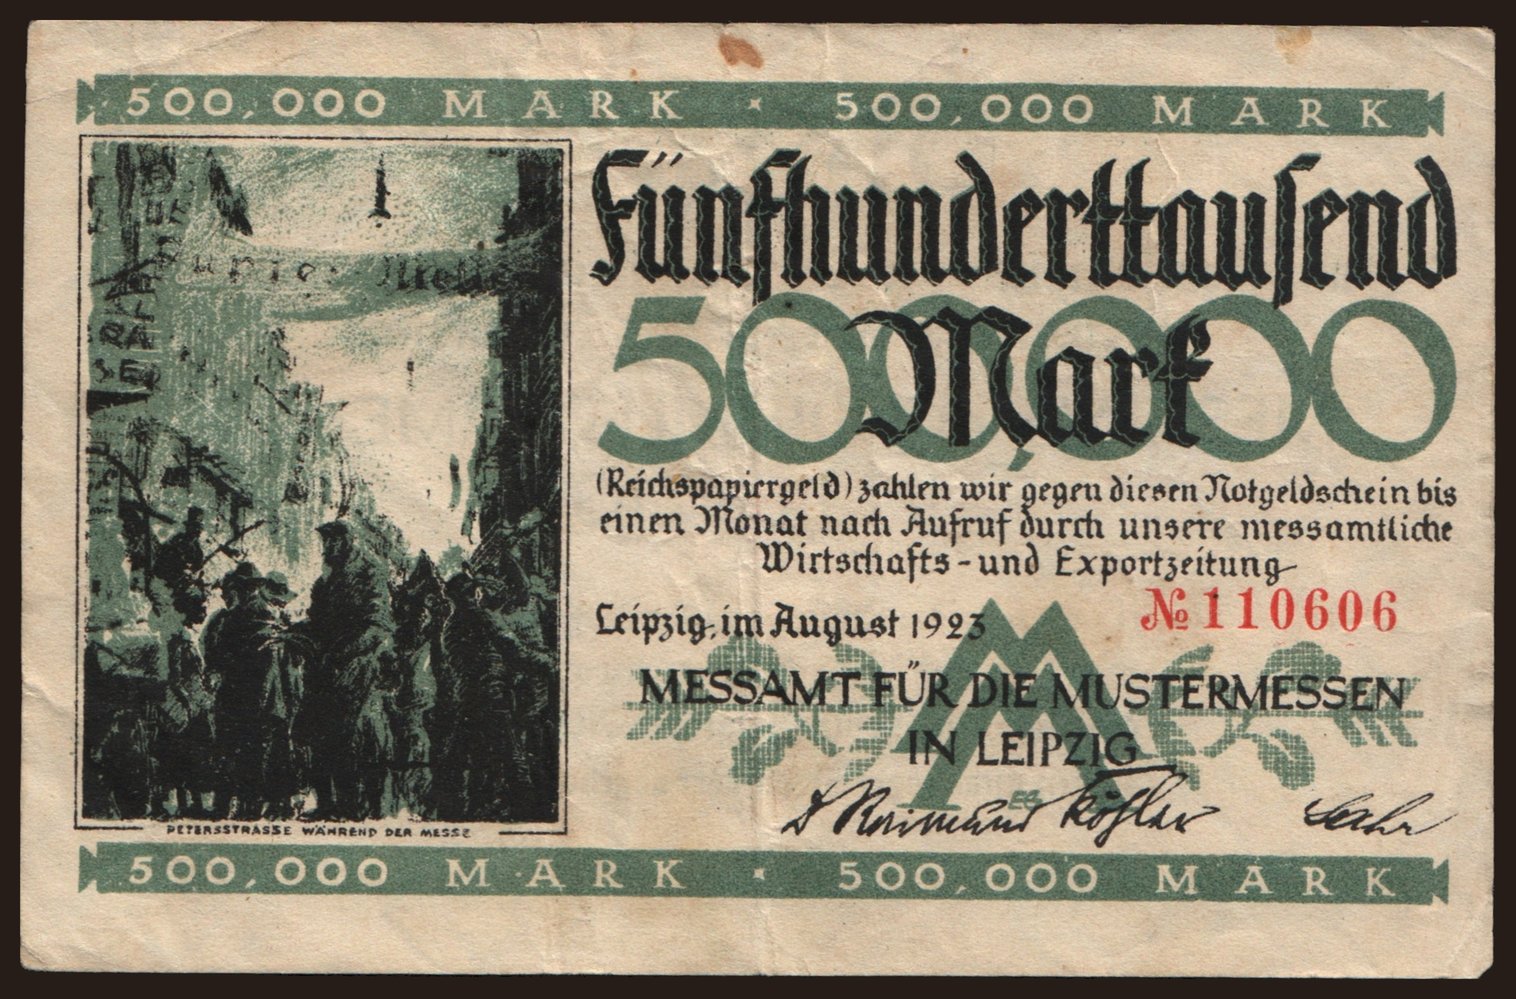 500,000 MARK · 500,000 MARK
Fünfhunderttausend
500,000
Mark
(Reichspapiergeld) zahlen wir gegen diesen Notgeldschein bis
einen Monat nach Aufruf durch unsere messamtliche
Wirtschafts- und Exportzeitung
Leipzig, im August 1923
№ 110606
MESSAMT FÜR DIE MUSTERMESSEN
IN LEIPZIG
PETERSSTRASSE WÄHREND DER MESSE
500,000 MARK · 500,000 MARK